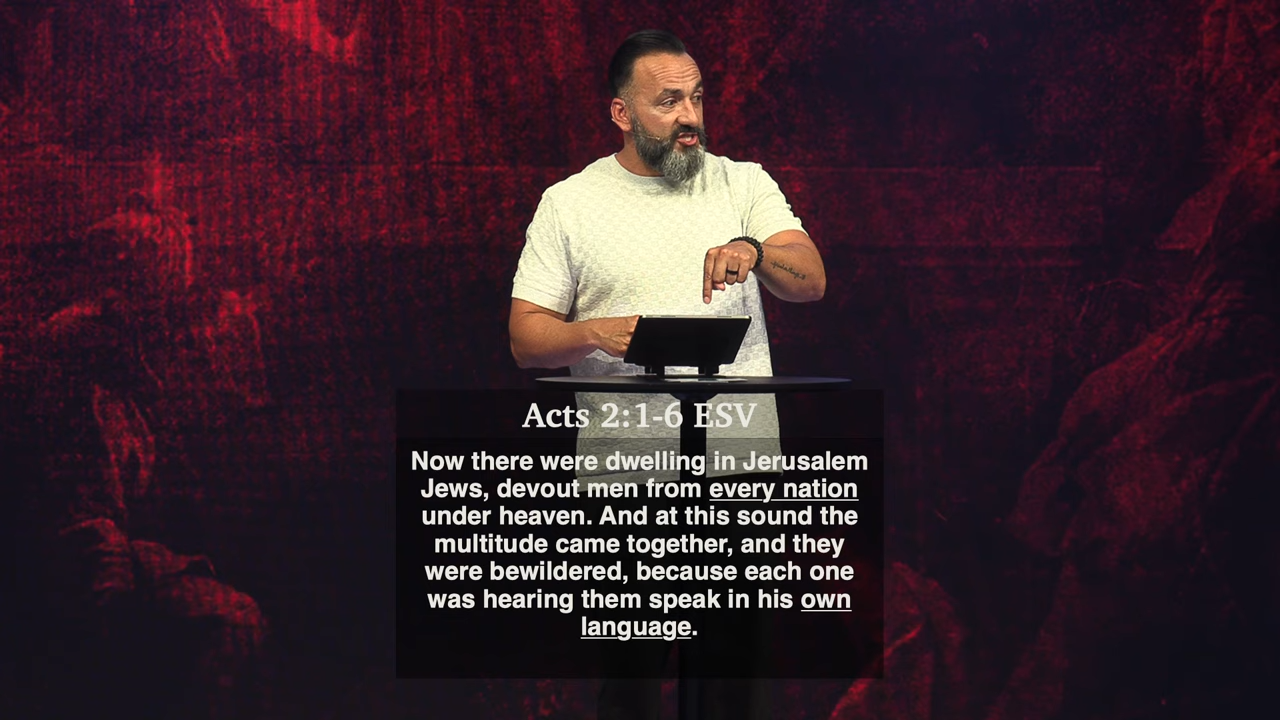 Acts 2:1-6 ESV
Now there were dwelling in Jerusalem
Jews, devout men from every nation
under heaven. And at this sound the
multitude came together, and they
were bewildered, because each one
was hearing them speak in his own
language.